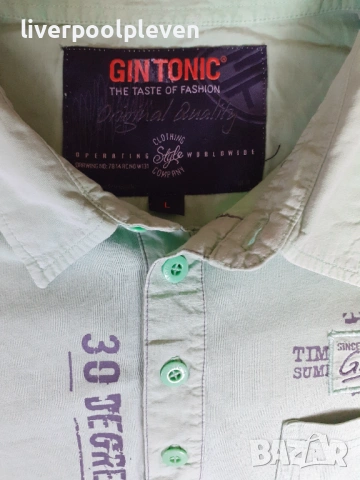 liverpoolpleven
GIN TONIC®
THE TASTE OF FASHION
Original Quality
CLOTHING
OPERATING Style WORLDWIDE
COMPANY
L
30 DEGRE
TIM
SUM
SINCE
G
BAZAR